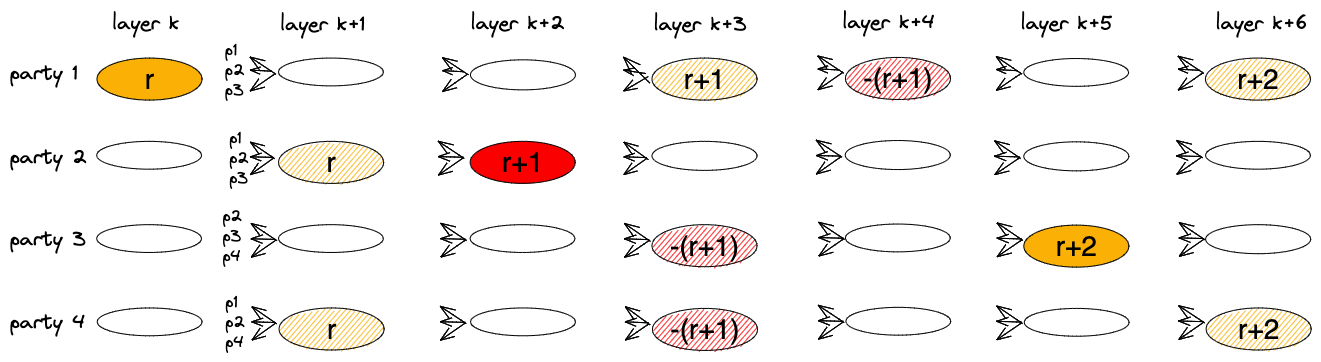 layer k layer k+1 layer k+2 layer k+3 layer k+4 layer k+5 layer k+6
p1
party 1 r p2 r+1 -(r+1) r+2
p3
p1
party 2 p2 r r+1
p3
p2
party 3 p3 -(r+1) r+2
p4
p1
party 4 p2 r -(r+1) r+2
p4